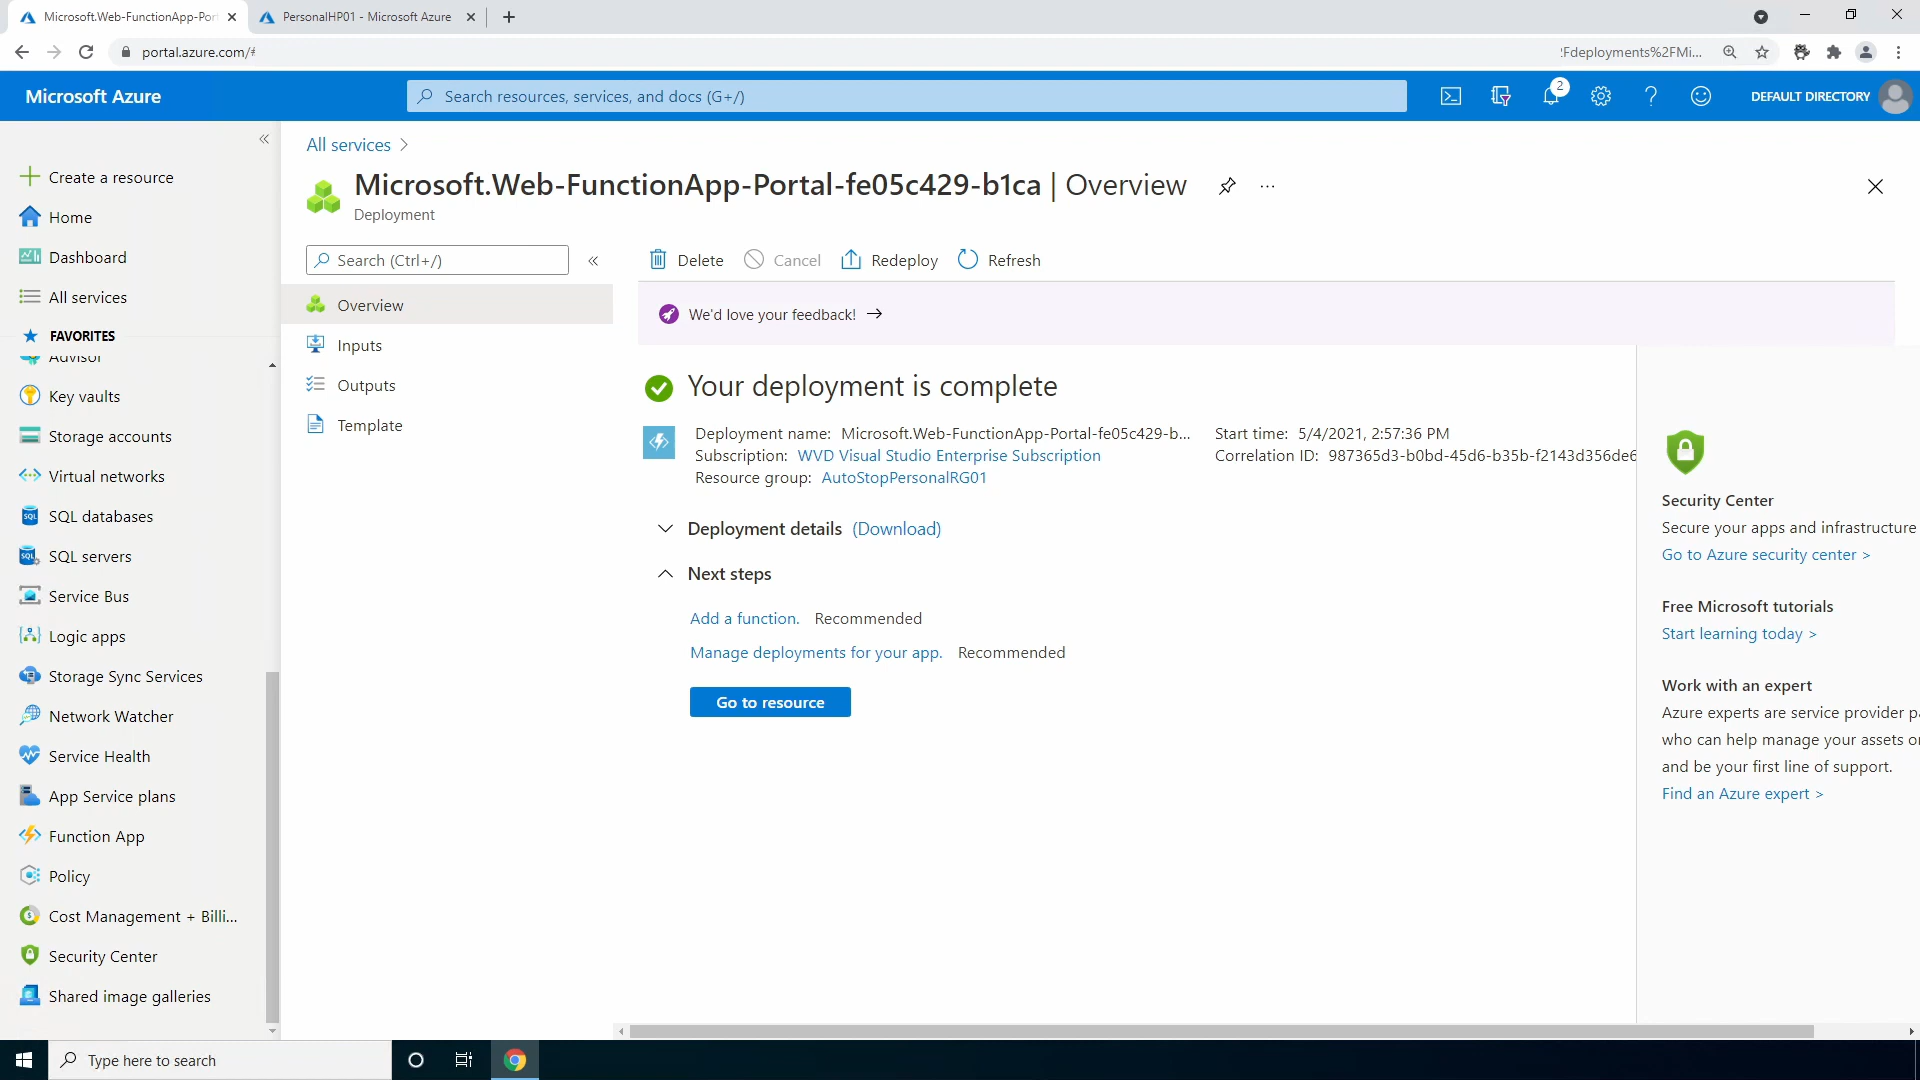 Microsoft.Web-FunctionApp-Por
PersonalHP01 - Microsoft Azure
portal.azure.com/#
!Fdeployments%2FMi...
Microsoft Azure
Search resources, services, and docs (G+/)
2
DEFAULT DIRECTORY
Create a resource
Home
Dashboard
All services
FAVORITES
Advisor
Key vaults
Storage accounts
Virtual networks
SQL databases
SQL servers
Service Bus
Logic apps
Storage Sync Services
Network Watcher
Service Health
App Service plans
Function App
Policy
Cost Management + Billi...
Security Center
Shared image galleries
All services
Microsoft.Web-FunctionApp-Portal-fe05c429-b1ca | Overview
Deployment
Search (Ctrl+/)
Overview
Inputs
Outputs
Template
Delete
Cancel
Redeploy
Refresh
We'd love your feedback!
Your deployment is complete
Deployment name: Microsoft.Web-FunctionApp-Portal-fe05c429-b...
Subscription: WVD Visual Studio Enterprise Subscription
Resource group: AutoStopPersonalRG01
Start time: 5/4/2021, 2:57:36 PM
Correlation ID: 987365d3-b0bd-45d6-b35b-f2143d356de6
Deployment details (Download)
Next steps
Add a function. Recommended
Manage deployments for your app. Recommended
Go to resource
Security Center
Secure your apps and infrastructure
Go to Azure security center >
Free Microsoft tutorials
Start learning today >
Work with an expert
Azure experts are service provider pa
who can help manage your assets o
and be your first line of support.
Find an Azure expert >
Type here to search